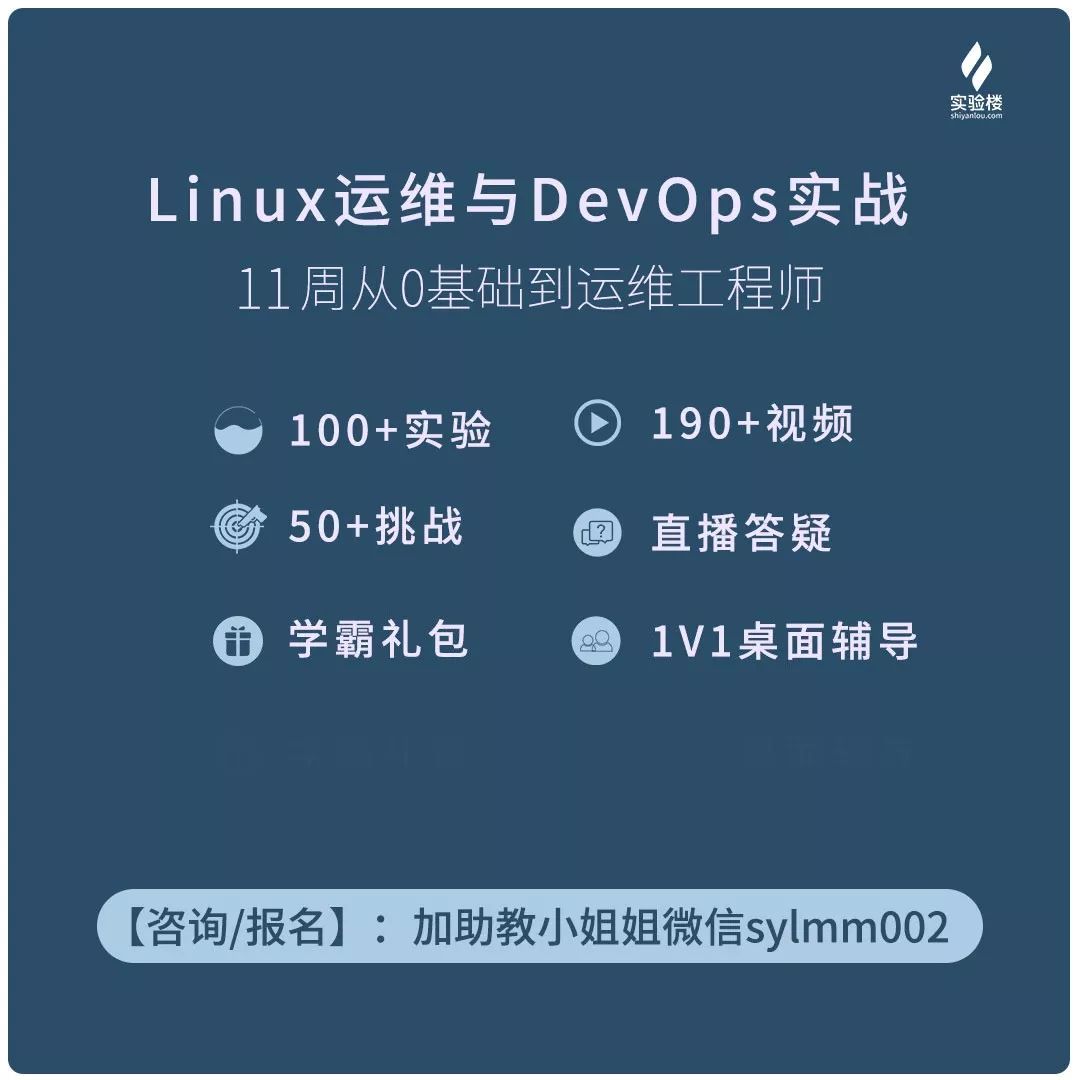 实验楼
shiyanlou.com
Linux运维与DevOps实战
11周从0基础到运维工程师
100+实验
190+视频
50+挑战
?
直播答疑
学霸礼包
1V1桌面辅导
【咨询/报名】：加助教小姐姐微信sylmm002